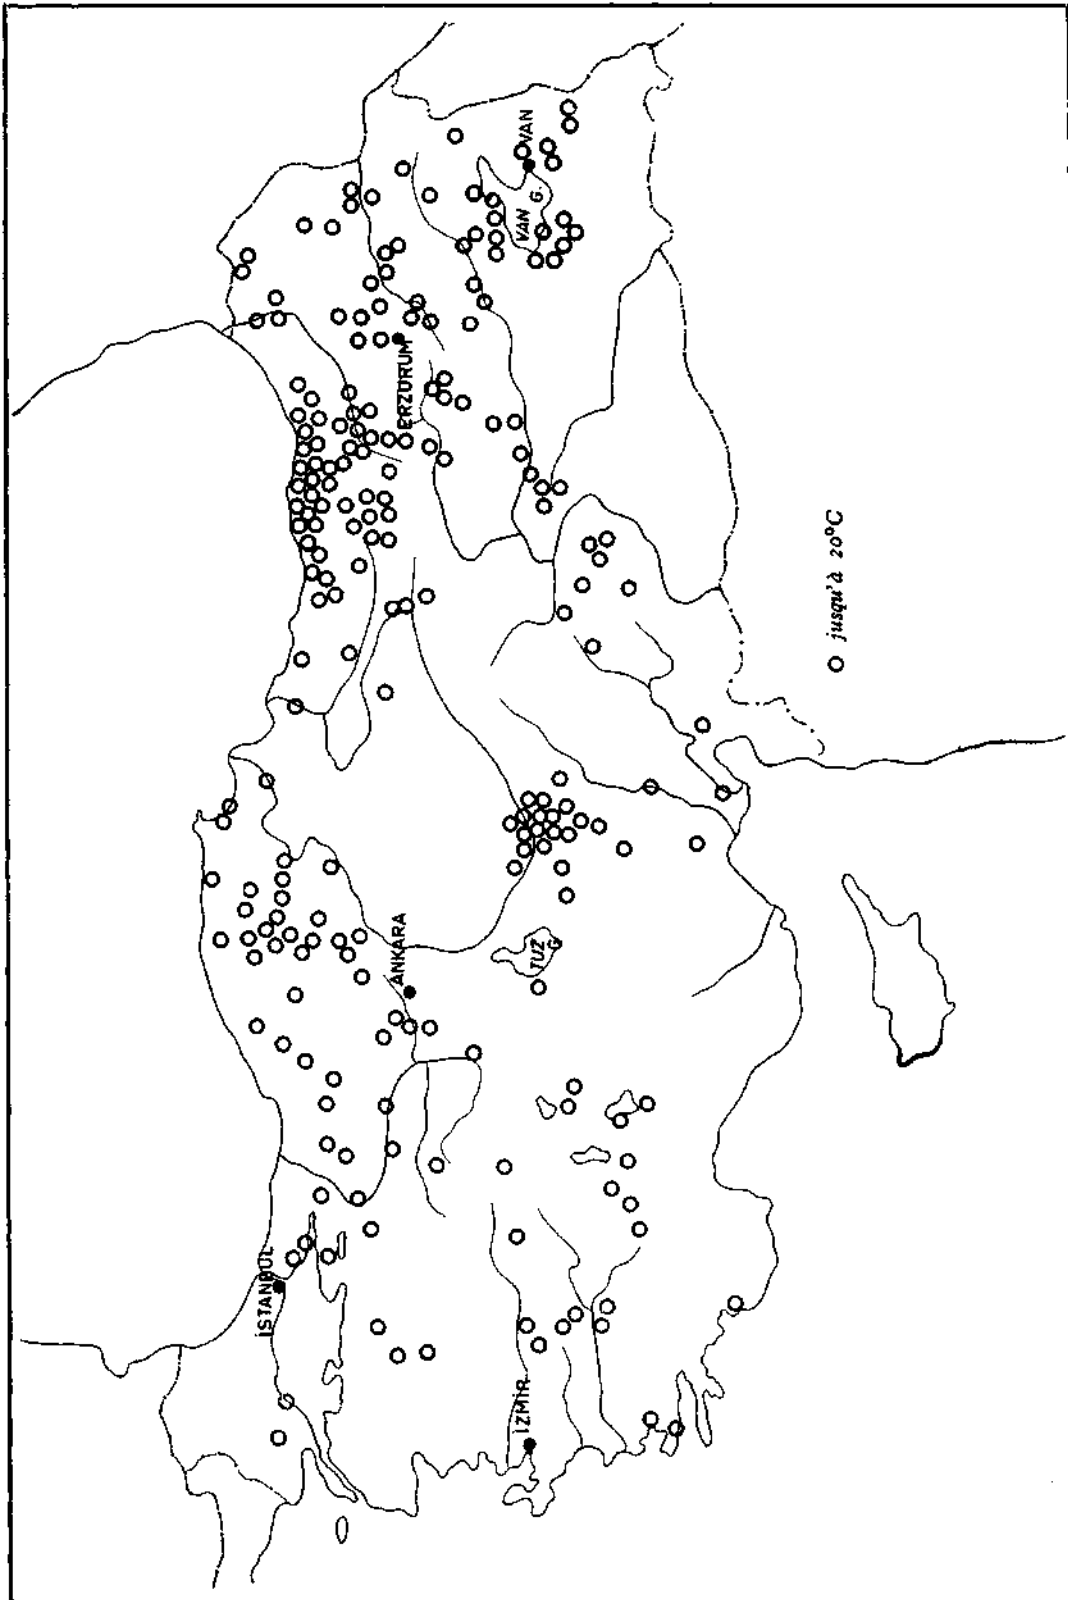 İSTANBUL
ANKARA
ERZURUM
VAN
VAN G.
TUZ G.
İZMİR
jusqu'à 20°C